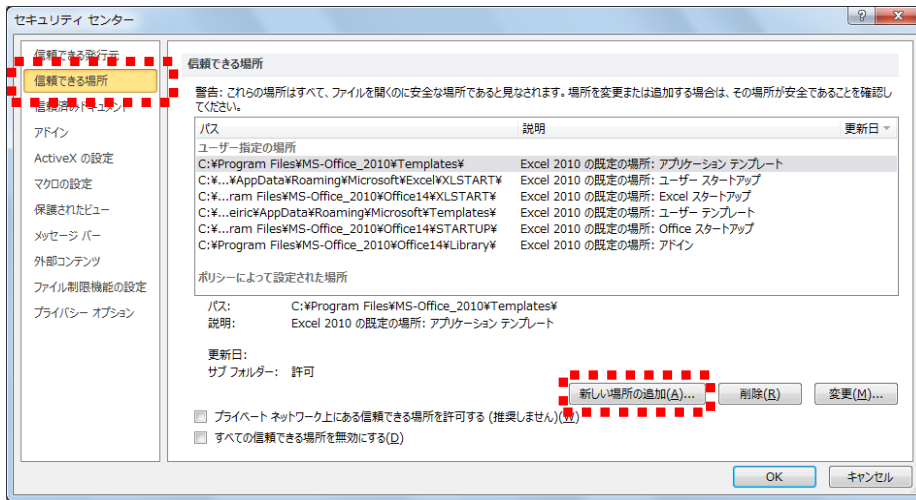 セキュリティ センター
信頼できる発行元
信頼できる場所
信頼済のドキュメント
アドイン
ActiveX の設定
マクロの設定
保護されたビュー
メッセージ バー
外部コンテンツ
ファイル制限機能の設定
プライバシー オプション
信頼できる場所
警告: これらの場所はすべて、ファイルを開くのに安全な場所であると見なされます。場所を変更または追加する場合は、その場所が安全であることを確認し
てください。
パス 説明 更新日
ユーザー指定の場所
C:¥Program Files¥MS-Office_2010¥Templates¥ Excel 2010 の既定の場所: アプリケーション テンプレート
C:¥...¥AppData¥Roaming¥Microsoft¥Excel¥XLSTART¥ Excel 2010 の既定の場所: ユーザー スタートアップ
C:¥...ram Files¥MS-Office_2010¥Office14¥XLSTART¥ Excel 2010 の既定の場所: Excel スタートアップ
C:¥...eiric¥AppData¥Roaming¥Microsoft¥Templates¥ Excel 2010 の既定の場所: ユーザー テンプレート
C:¥...ram Files¥MS-Office_2010¥Office14¥STARTUP¥ Excel 2010 の既定の場所: Office スタートアップ
C:¥Program Files¥MS-Office_2010¥Office14¥Library¥ Excel 2010 の既定の場所: アドイン
ポリシーによって設定された場所
パス: C:¥Program Files¥MS-Office_2010¥Templates¥
説明: Excel 2010 の既定の場所: アプリケーション テンプレート
更新日:
サブ フォルダー: 許可
新しい場所の追加(A)... 削除(R) 変更(M)...
プライベート ネットワーク上にある信頼できる場所を許可する (推奨しません)(W)
すべての信頼できる場所を無効にする(D)
OK キャンセル